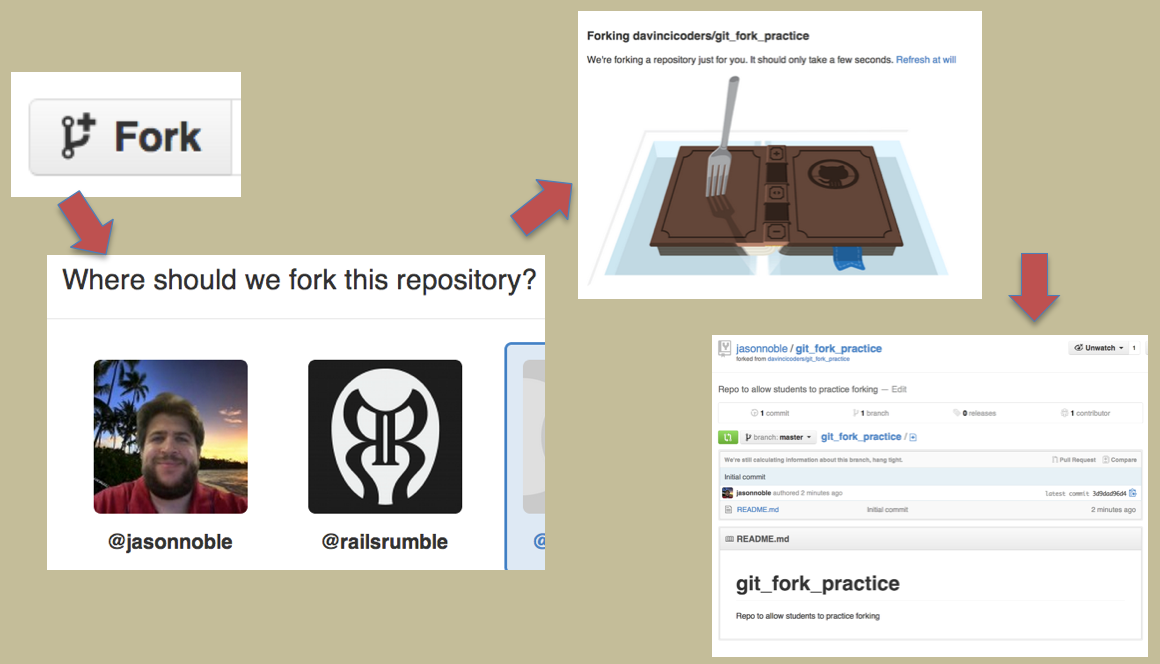 Fork
Where should we fork this repository?
@jasonnoble
@railsrumble
@
Forking davincicoders/git_fork_practice
We're forking a repository just for you. It should only take a few seconds. Refresh at will
jasonnoble / git_fork_practice
forked from davincicoders/git_fork_practice
Unwatch 1
Repo to allow students to practice forking — Edit
1 commit 1 branch 0 releases 1 contributor
branch: master git_fork_practice /
We're still calculating information about this branch, hang tight. Pull Request Compare
Initial commit
jasonnoble authored 2 minutes ago latest commit 3d9dad96d4
README.md Initial commit 2 minutes ago
README.md
git_fork_practice
Repo to allow students to practice forking